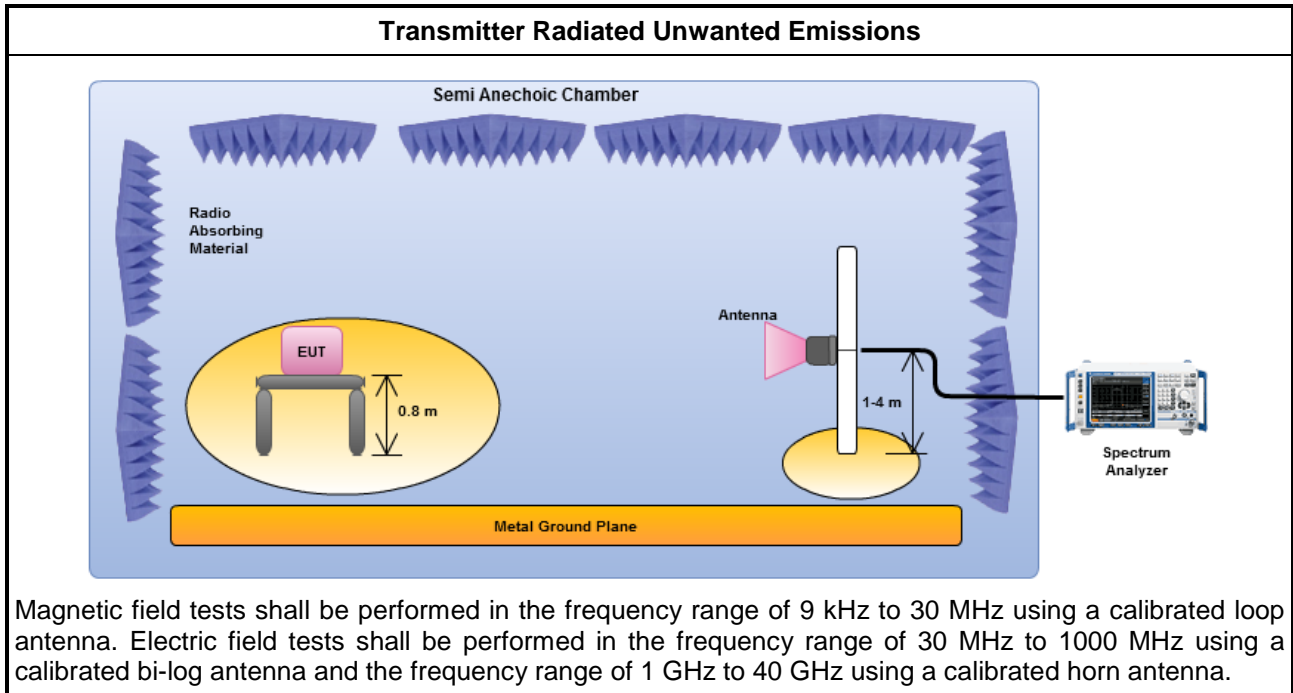 Transmitter Radiated Unwanted Emissions
Semi Anechoic Chamber
Radio
Absorbing
Material
Antenna
EUT
0.8 m
1-4 m
Spectrum
Analyzer
Metal Ground Plane
Magnetic field tests shall be performed in the frequency range of 9 kHz to 30 MHz using a calibrated loop
antenna. Electric field tests shall be performed in the frequency range of 30 MHz to 1000 MHz using a
calibrated bi-log antenna and the frequency range of 1 GHz to 40 GHz using a calibrated horn antenna.